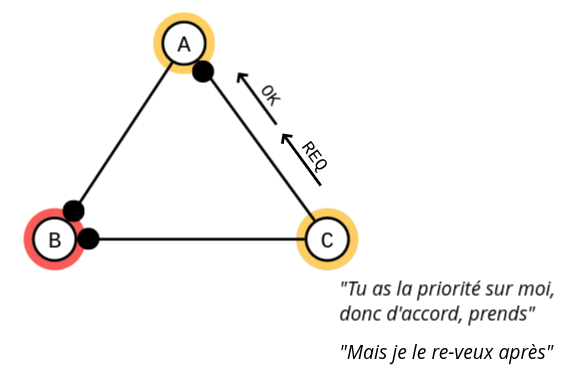 A
OK
REQ
B
C
"Tu as la priorité sur moi,
donc d'accord, prends"
"Mais je le re-veux après"